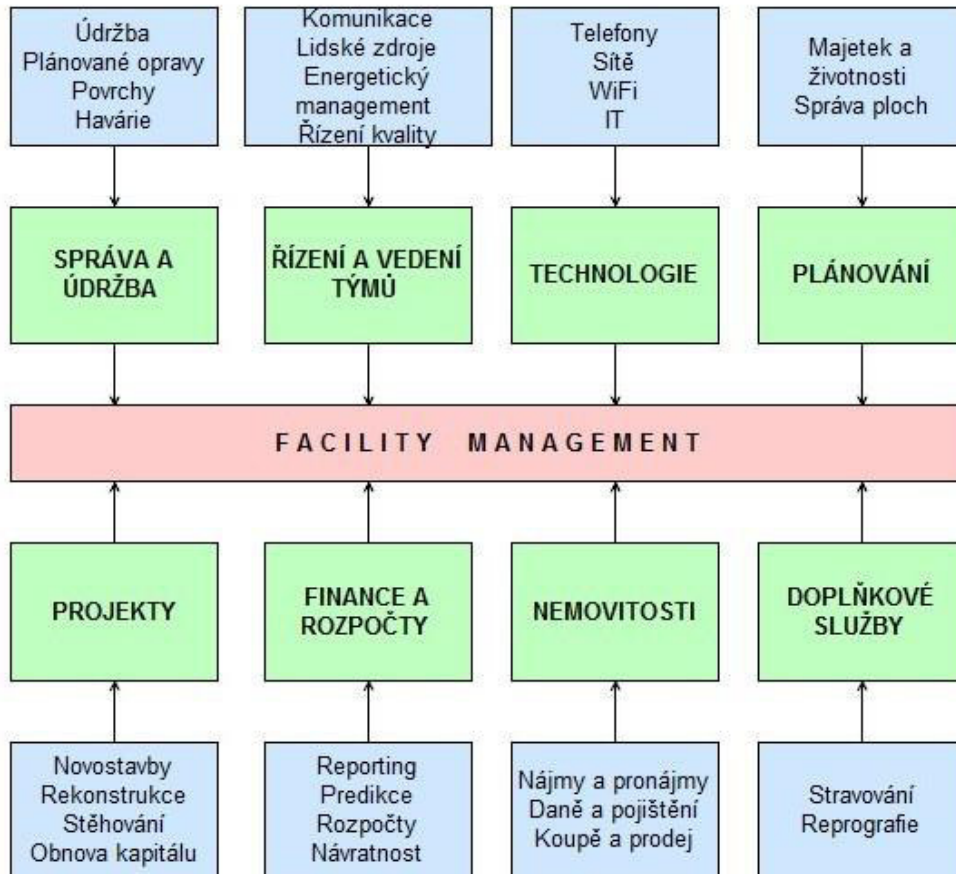 Údržba
Plánované opravy
Povrchy
Havárie
Komunikace
Lidské zdroje
Energetický
management
Řízení kvality
Telefony
Sítě
WiFi
IT
Majetek a
životnosti
Správa ploch
SPRÁVA A
ÚDRŽBA
ŘÍZENÍ A VEDENÍ
TÝMŮ
TECHNOLOGIE
PLÁNOVÁNÍ
FACILITY MANAGEMENT
PROJEKTY
FINANCE A
ROZPOČTY
NEMOVITOSTI
DOPLŇKOVÉ
SLUŽBY
Novostavby
Rekonstrukce
Stěhování
Obnova kapitálu
Reporting
Predikce
Rozpočty
Návratnost
Nájmy a pronájmy
Daně a pojištění
Koupě a prodej
Stravování
Reprografie